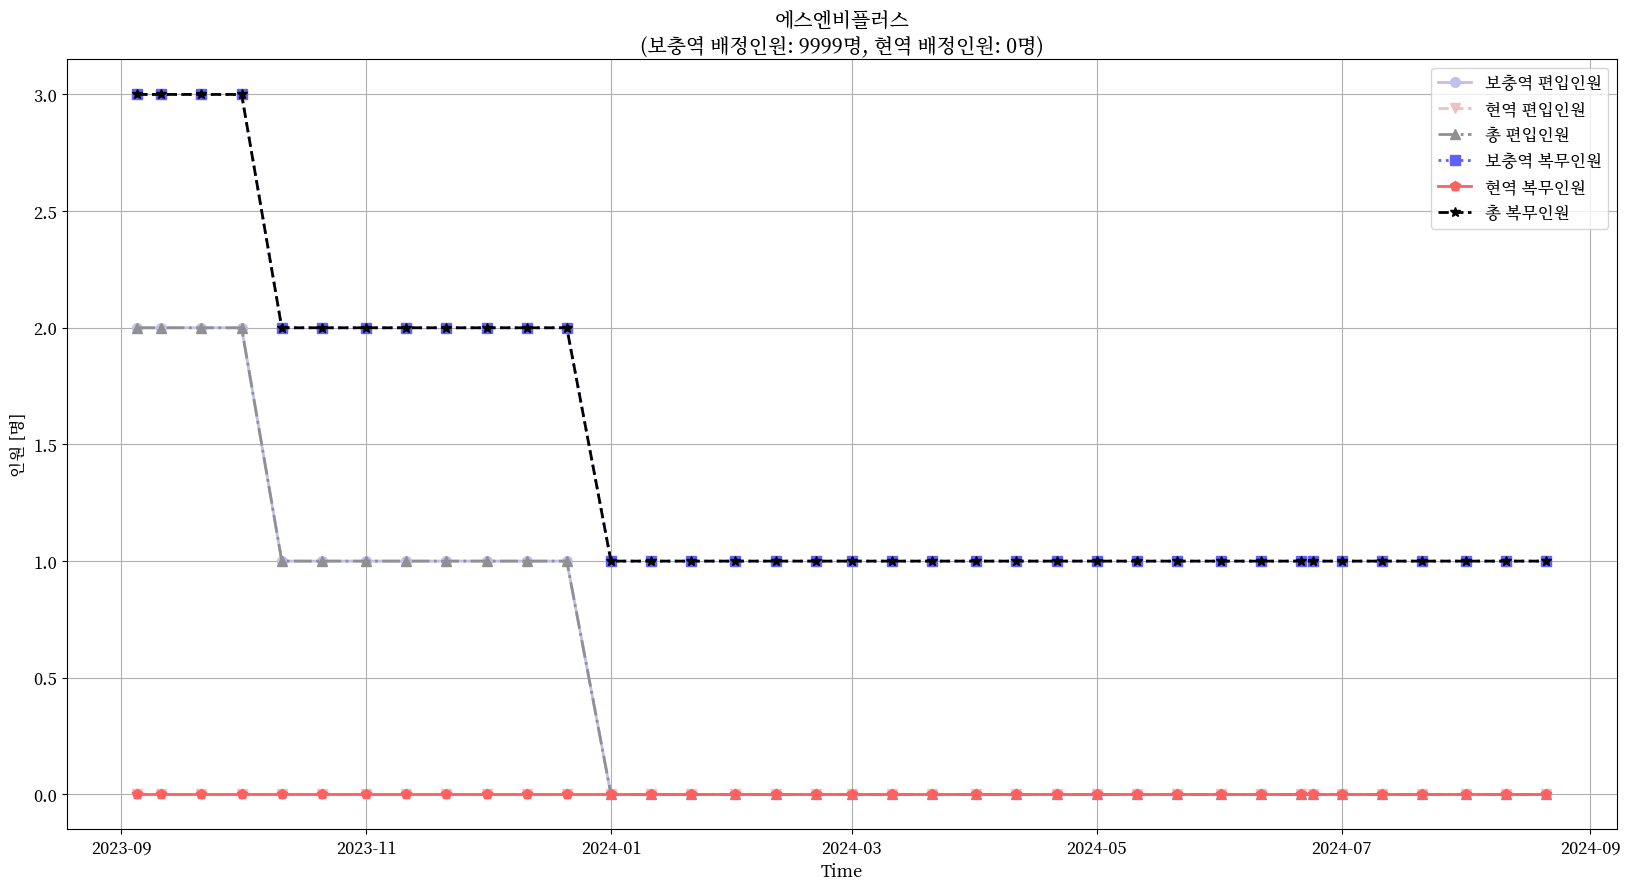 에스엔비플러스
(보충역 배정인원: 9999명, 현역 배정인원: 0명)
보충역 편입인원
현역 편입인원
총 편입인원
보충역 복무인원
현역 복무인원
총 복무인원
인원 [명]
3.0
2.5
2.0
1.5
1.0
0.5
0.0
2023-09
2023-11
2024-01
2024-03
2024-05
2024-07
2024-09
Time